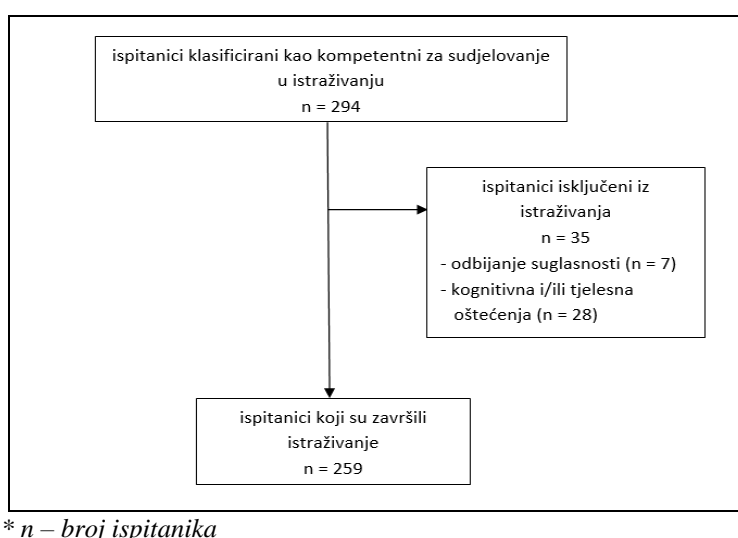 ispitanici klasificirani kao kompetentni za sudjelovanje
u istraživanju
n = 294
ispitanici isključeni iz
istraživanja
n = 35
- odbijanje suglasnosti (n = 7)
- kognitivna i/ili tjelesna
oštećenja (n = 28)
ispitanici koji su završili
istraživanje
n = 259
* n – broj ispitanika